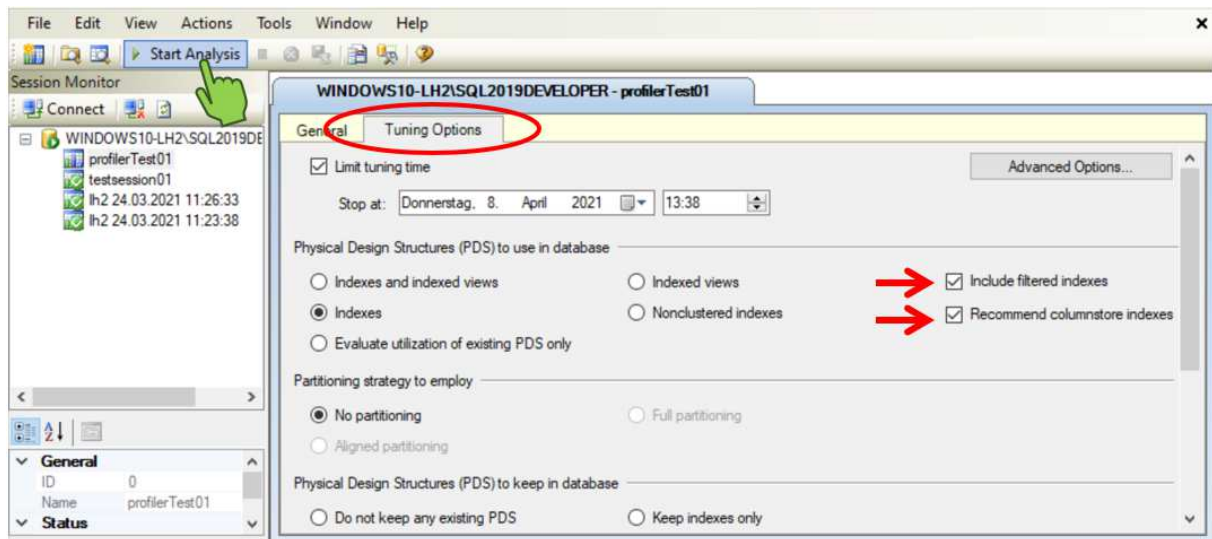 File Edit View Actions Tools Window Help
Start Analysis
Session Monitor
Connect
WINDOWS10-LH2\SQL2019DE
profilerTest01
testsession01
lh2 24.03.2021 11:26:33
lh2 24.03.2021 11:23:38
General
ID 0
Name profilerTest01
Status
WINDOWS10-LH2\SQL2019DEVELOPER - profilerTest01
General Tuning Options
Limit tuning time Advanced Options...
Stop at: Donnerstag, 8. April 2021 13:38
Physical Design Structures (PDS) to use in database
Indexes and indexed views Indexed views Include filtered indexes
Indexes Nonclustered indexes Recommend columnstore indexes
Evaluate utilization of existing PDS only
Partitioning strategy to employ
No partitioning Full partitioning
Aligned partitioning
Physical Design Structures (PDS) to keep in database
Do not keep any existing PDS Keep indexes only